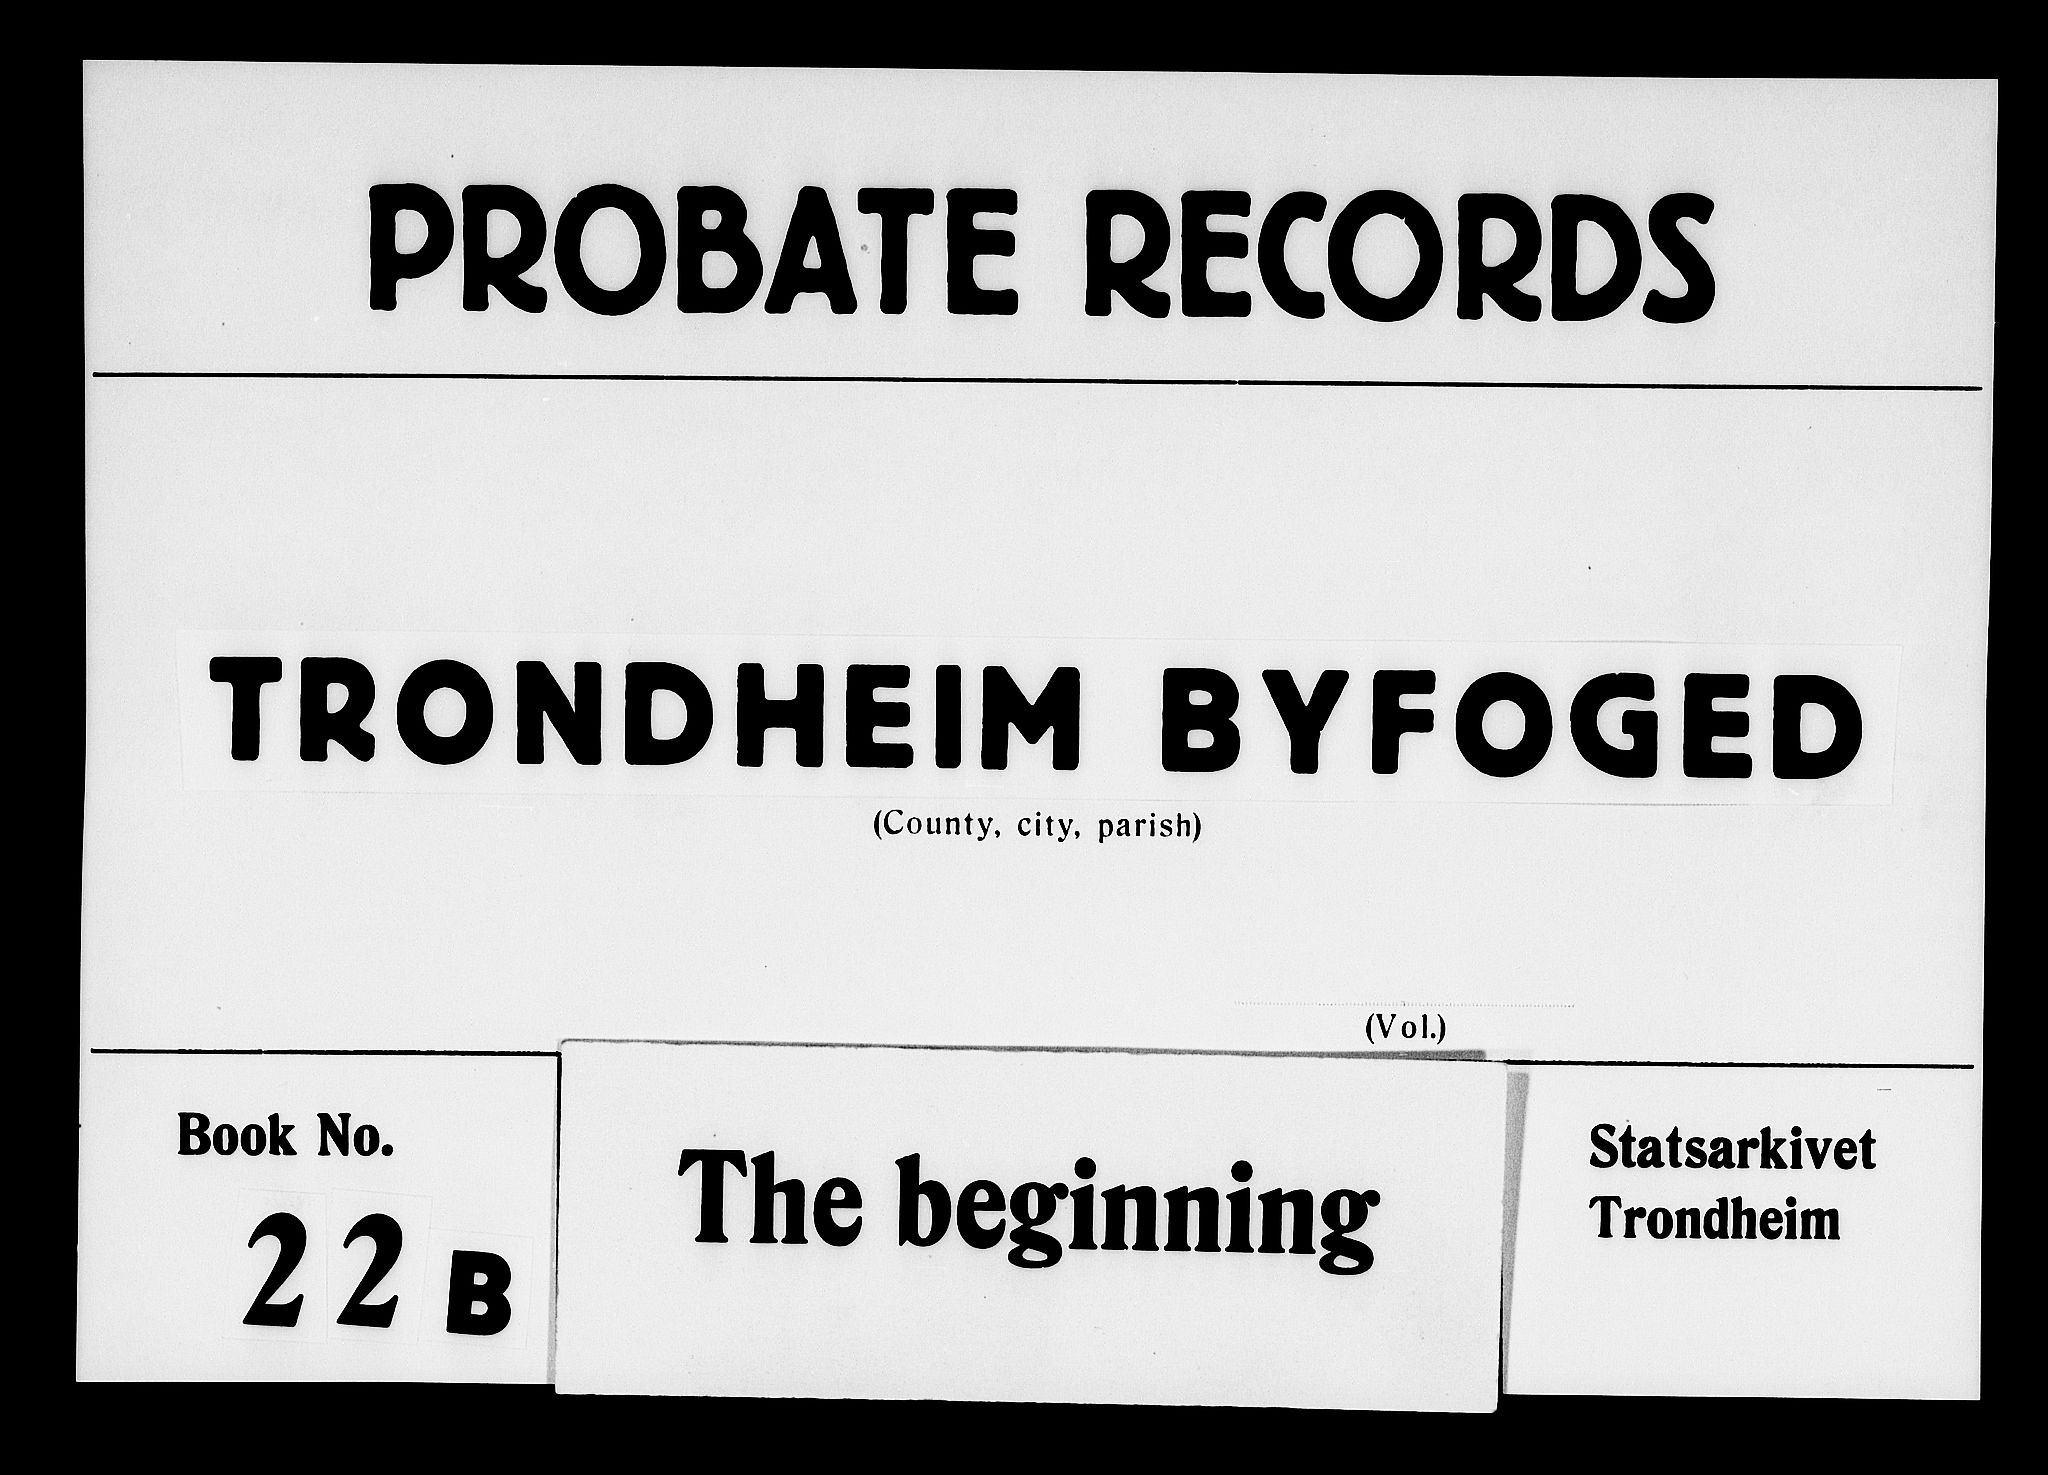 PROBATE RECORDS
TRONDHEIM BYFOGED
(County, city, parish)
(Vol.)
Book No.
22 B
The beginning
Statsarkivet
Trondheim